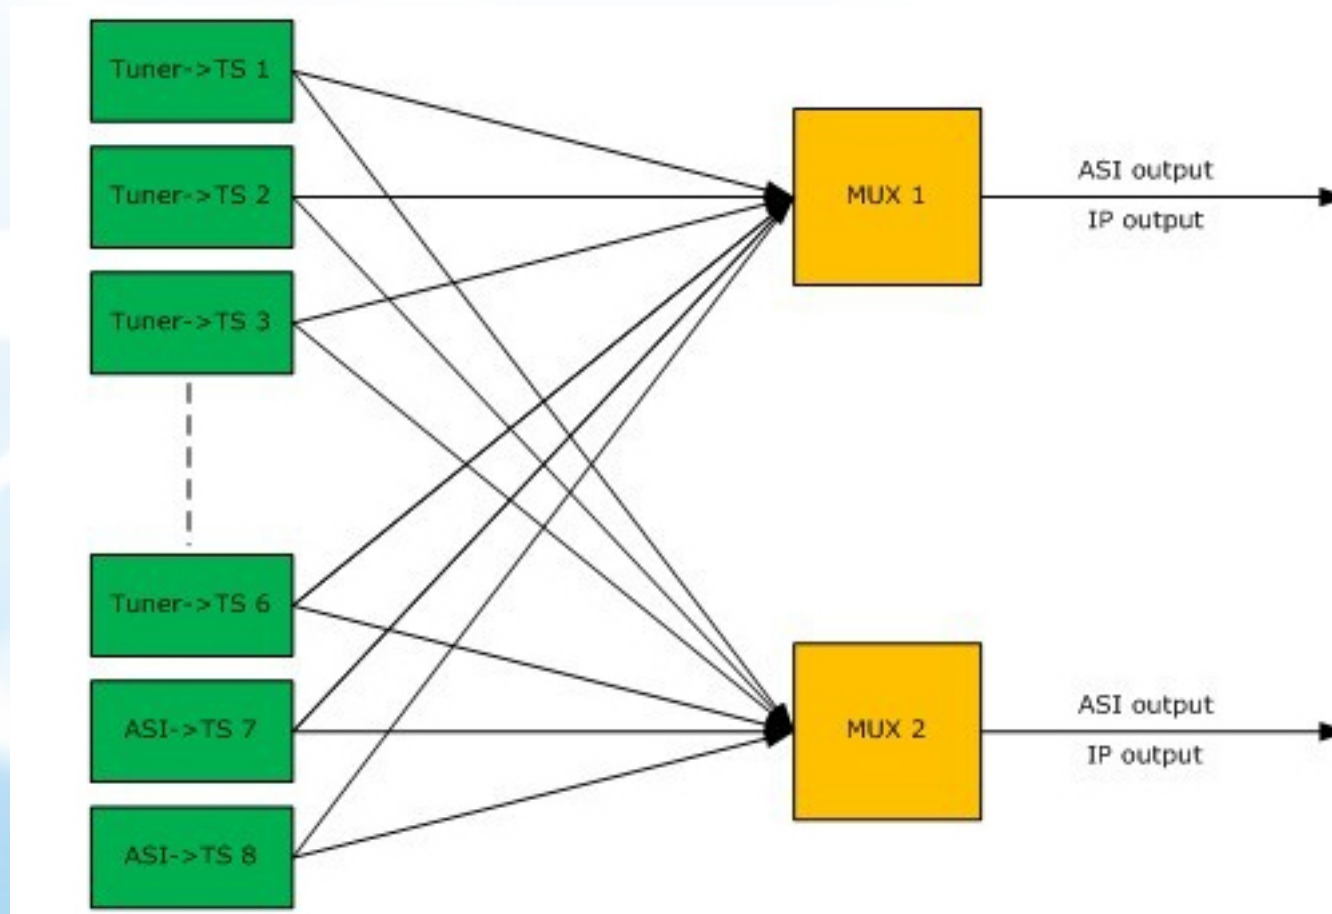 Tuner->TS 1
Tuner->TS 2
Tuner->TS 3
Tuner->TS 6
ASI->TS 7
ASI->TS 8
MUX 1
ASI output
IP output
MUX 2
ASI output
IP output